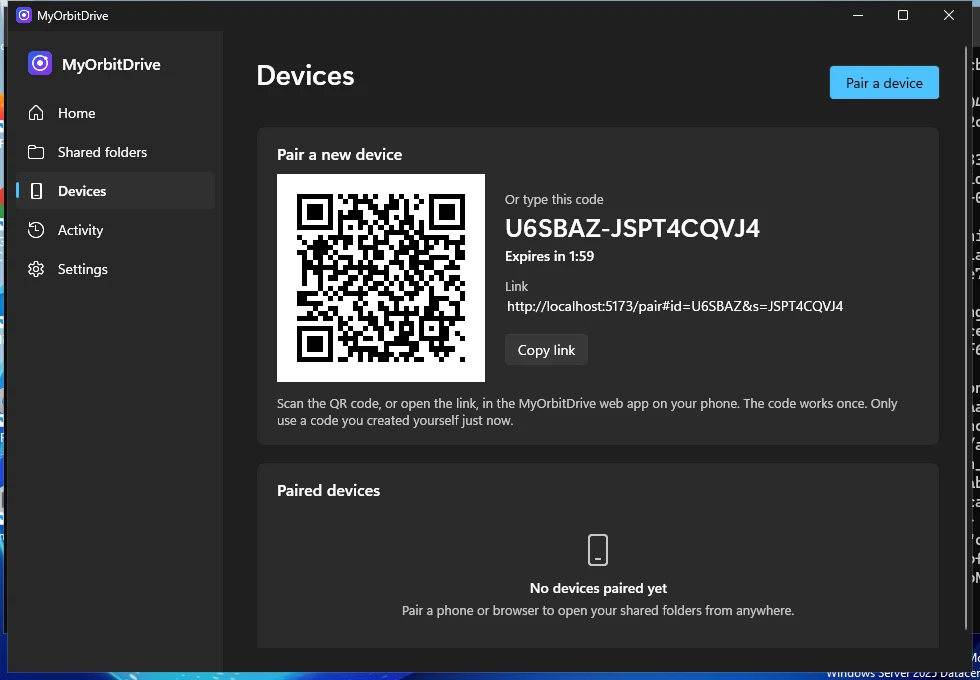 MyOrbitDrive
MyOrbitDrive
Home
Shared folders
Devices
Activity
Settings
Devices
Pair a device
Pair a new device
Or type this code
U6SBAZ-JSPT4CQVJ4
Expires in 1:59
Link
http://localhost:5173/pair#id=U6SBAZ&s=JSPT4CQVJ4
Copy link
Scan the QR code, or open the link, in the MyOrbitDrive web app on your phone. The code works once. Only
use a code you created yourself just now.
Paired devices
No devices paired yet
Pair a phone or browser to open your shared folders from anywhere.
Windows Server 2025 Datacen